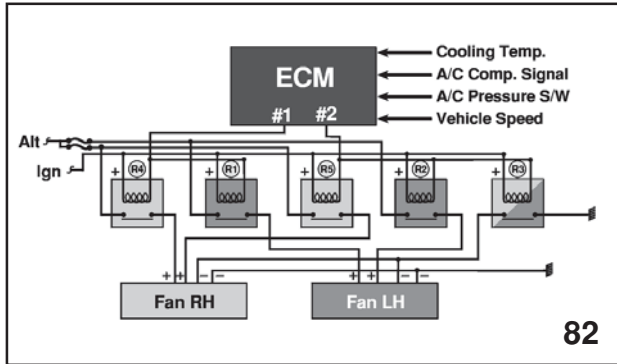 Cooling Temp.
ECM
A/C Comp. Signal
A/C Pressure S/W
#1 #2
Vehicle Speed
Alt
Ign
+ R4 + R1 + R5 + R2 + R3
+ + − − + + − −
Fan RH Fan LH
82